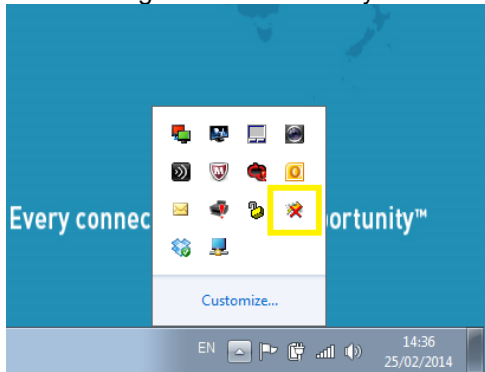 Every connec ortunity™
Customize...
EN
14:36
25/02/2014